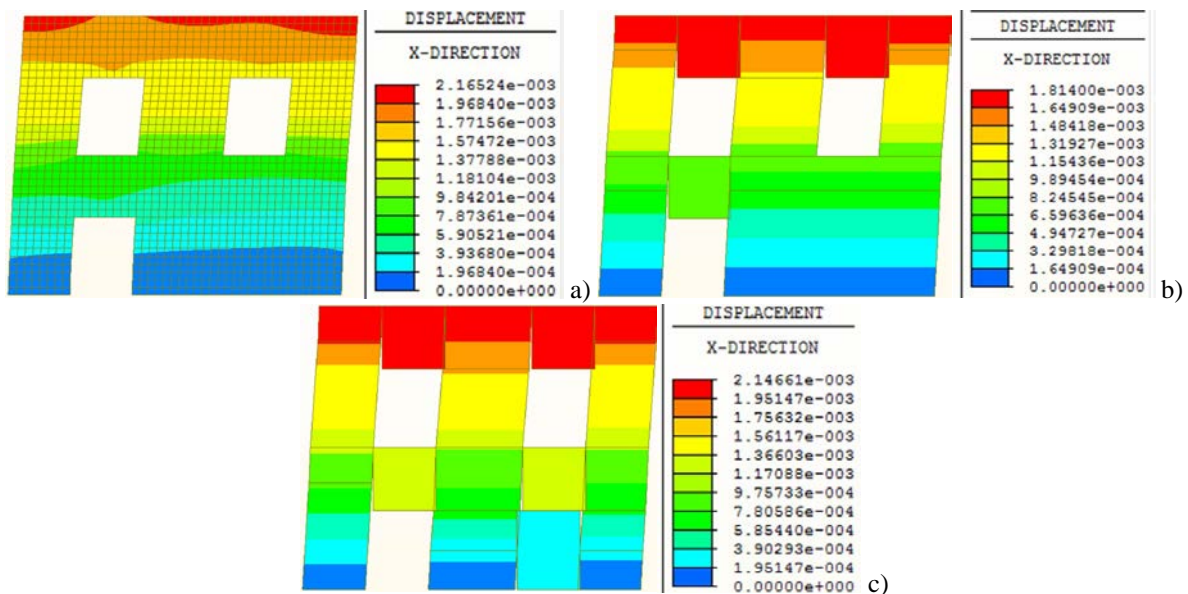 DISPLACEMENT
X-DIRECTION
2.16524e-003
1.96840e-003
1.77156e-003
1.57472e-003
1.37788e-003
1.18104e-003
9.84201e-004
7.87361e-004
5.90521e-004
3.93680e-004
1.96840e-004
0.00000e+000
a)
DISPLACEMENT
X-DIRECTION
1.81400e-003
1.64909e-003
1.48418e-003
1.31927e-003
1.15436e-003
9.89454e-004
8.24545e-004
6.59636e-004
4.94727e-004
3.29818e-004
1.64909e-004
0.00000e+000
b)
DISPLACEMENT
X-DIRECTION
2.14661e-003
1.95147e-003
1.75632e-003
1.56117e-003
1.36603e-003
1.17088e-003
9.75733e-004
7.80586e-004
5.85440e-004
3.90293e-004
1.95147e-004
0.00000e+000
c)